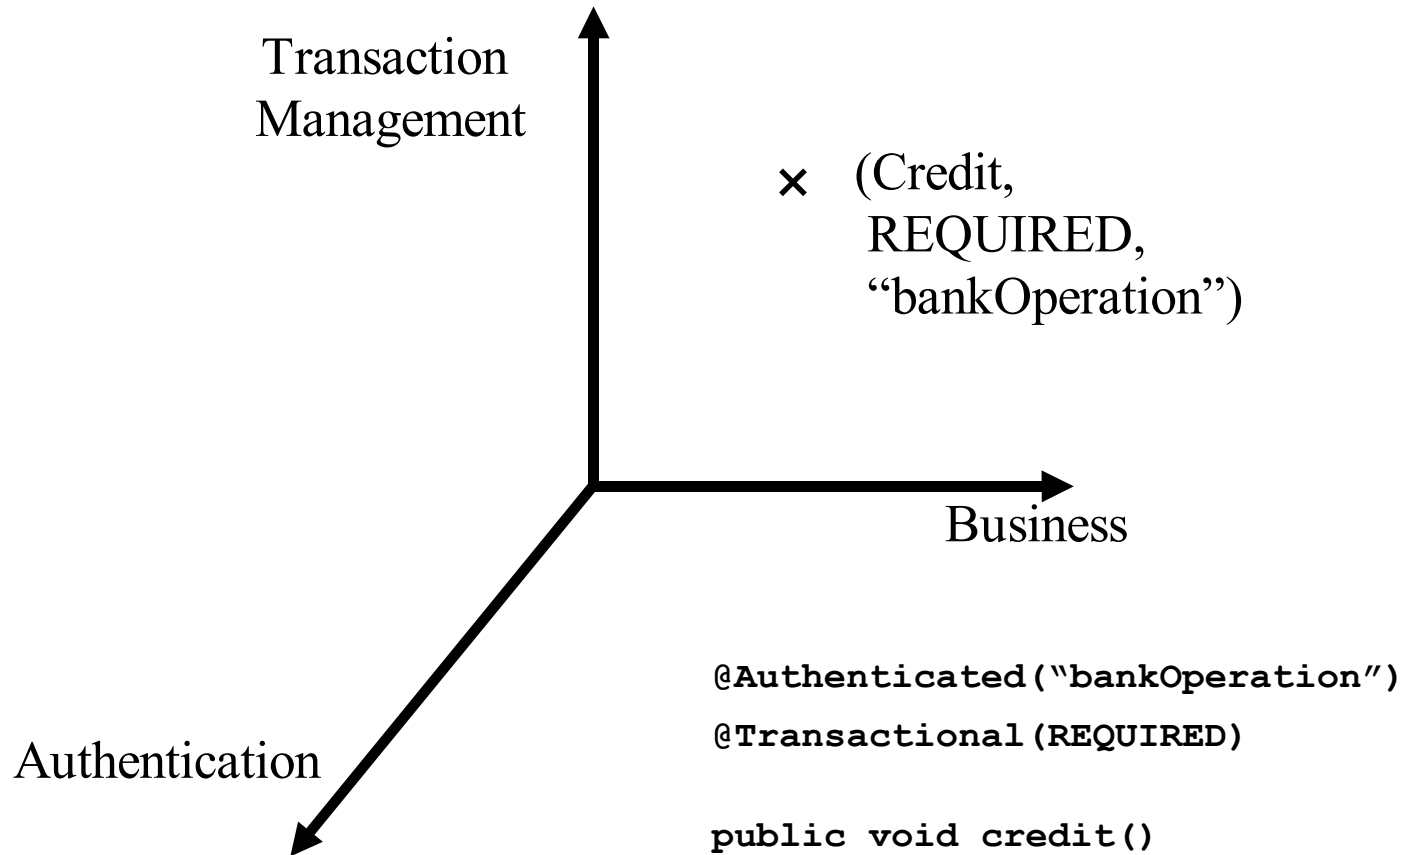 Transaction
Management
(Credit,
REQUIRED,
“bankOperation”)
Business
Authentication
@Authenticated(“bankOperation”)
@Transactional(REQUIRED)
public void credit()